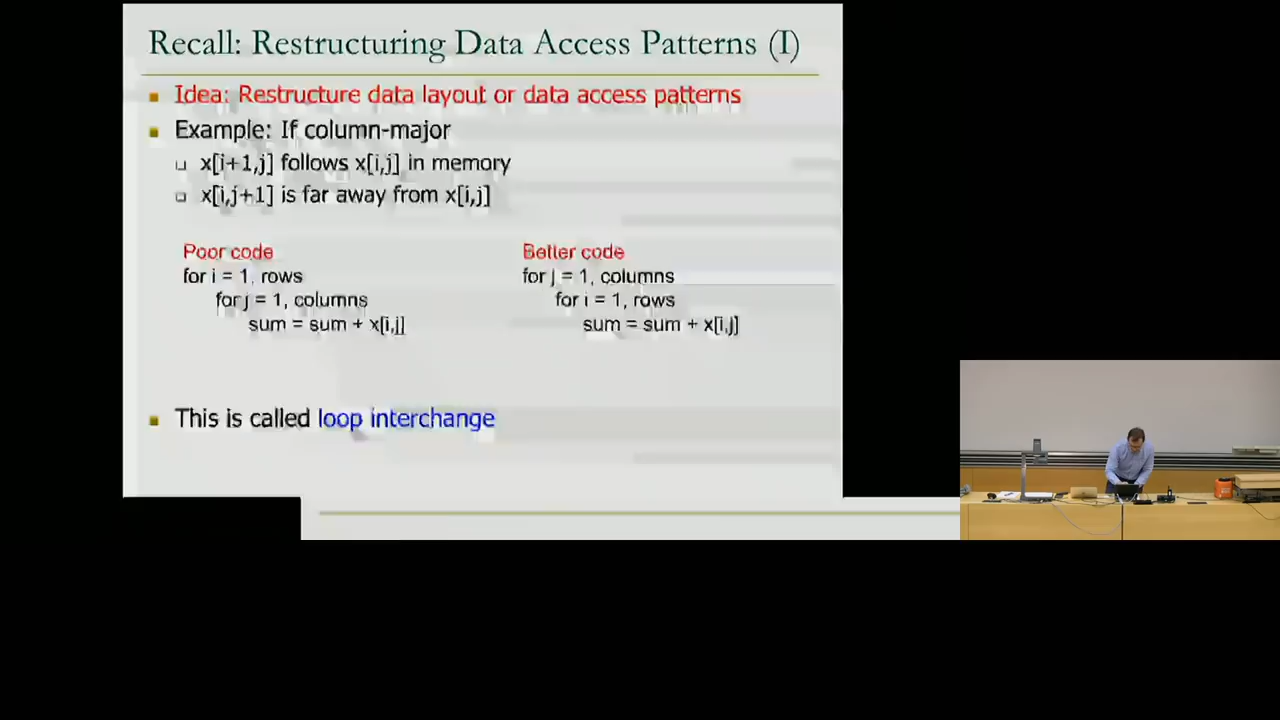 Recall: Restructuring Data Access Patterns (I)
Idea: Restructure data layout or data access patterns
Example: If column-major
x[i+1,j] follows x[i,j] in memory
x[i,j+1] is far away from x[i,j]
Poor code
for i = 1, rows
for j = 1, columns
sum = sum + x[i,j]
Better code
for j = 1, columns
for i = 1, rows
sum = sum + x[i,j]
This is called loop interchange